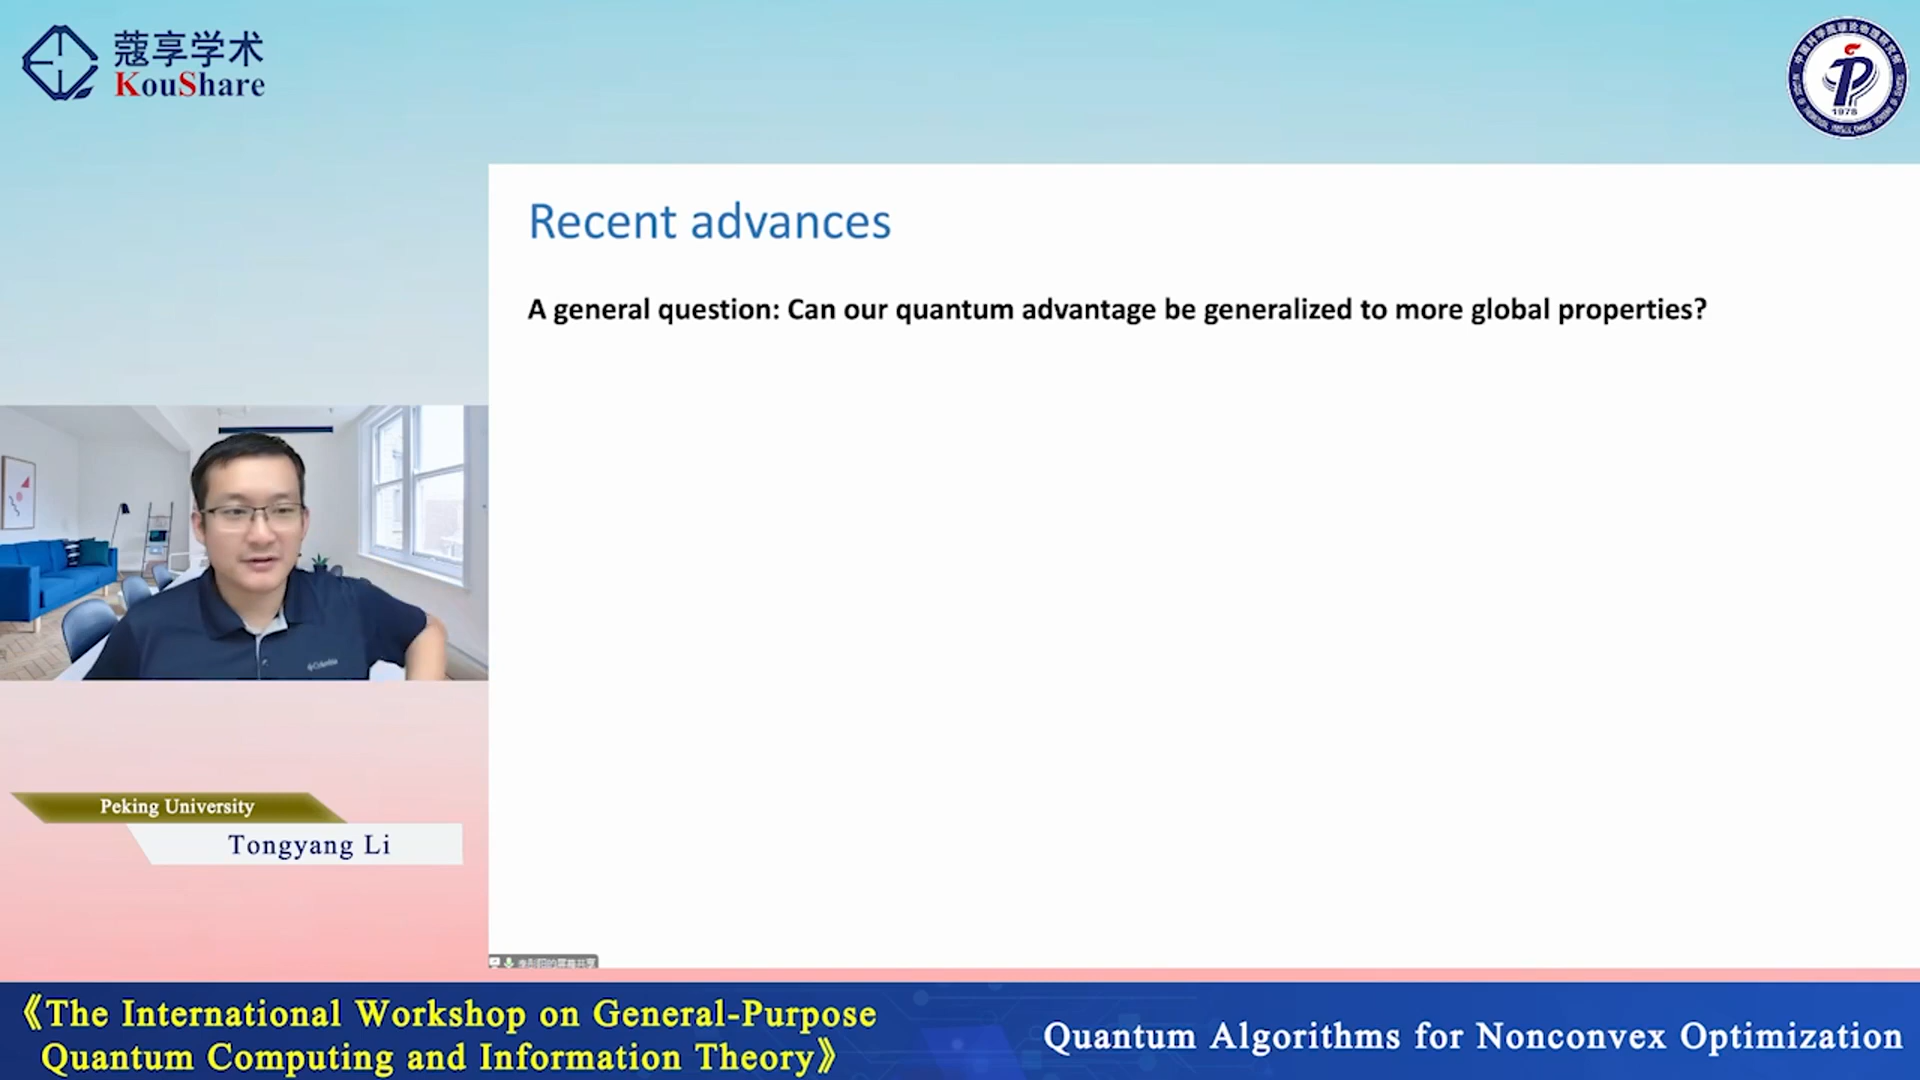 蔻享学术
KouShare
1978
Recent advances
A general question: Can our quantum advantage be generalized to more global properties?
Columbia
Peking University
Tongyang Li
《The International Workshop on General-Purpose
Quantum Computing and Information Theory》
Quantum Algorithms for Nonconvex Optimization